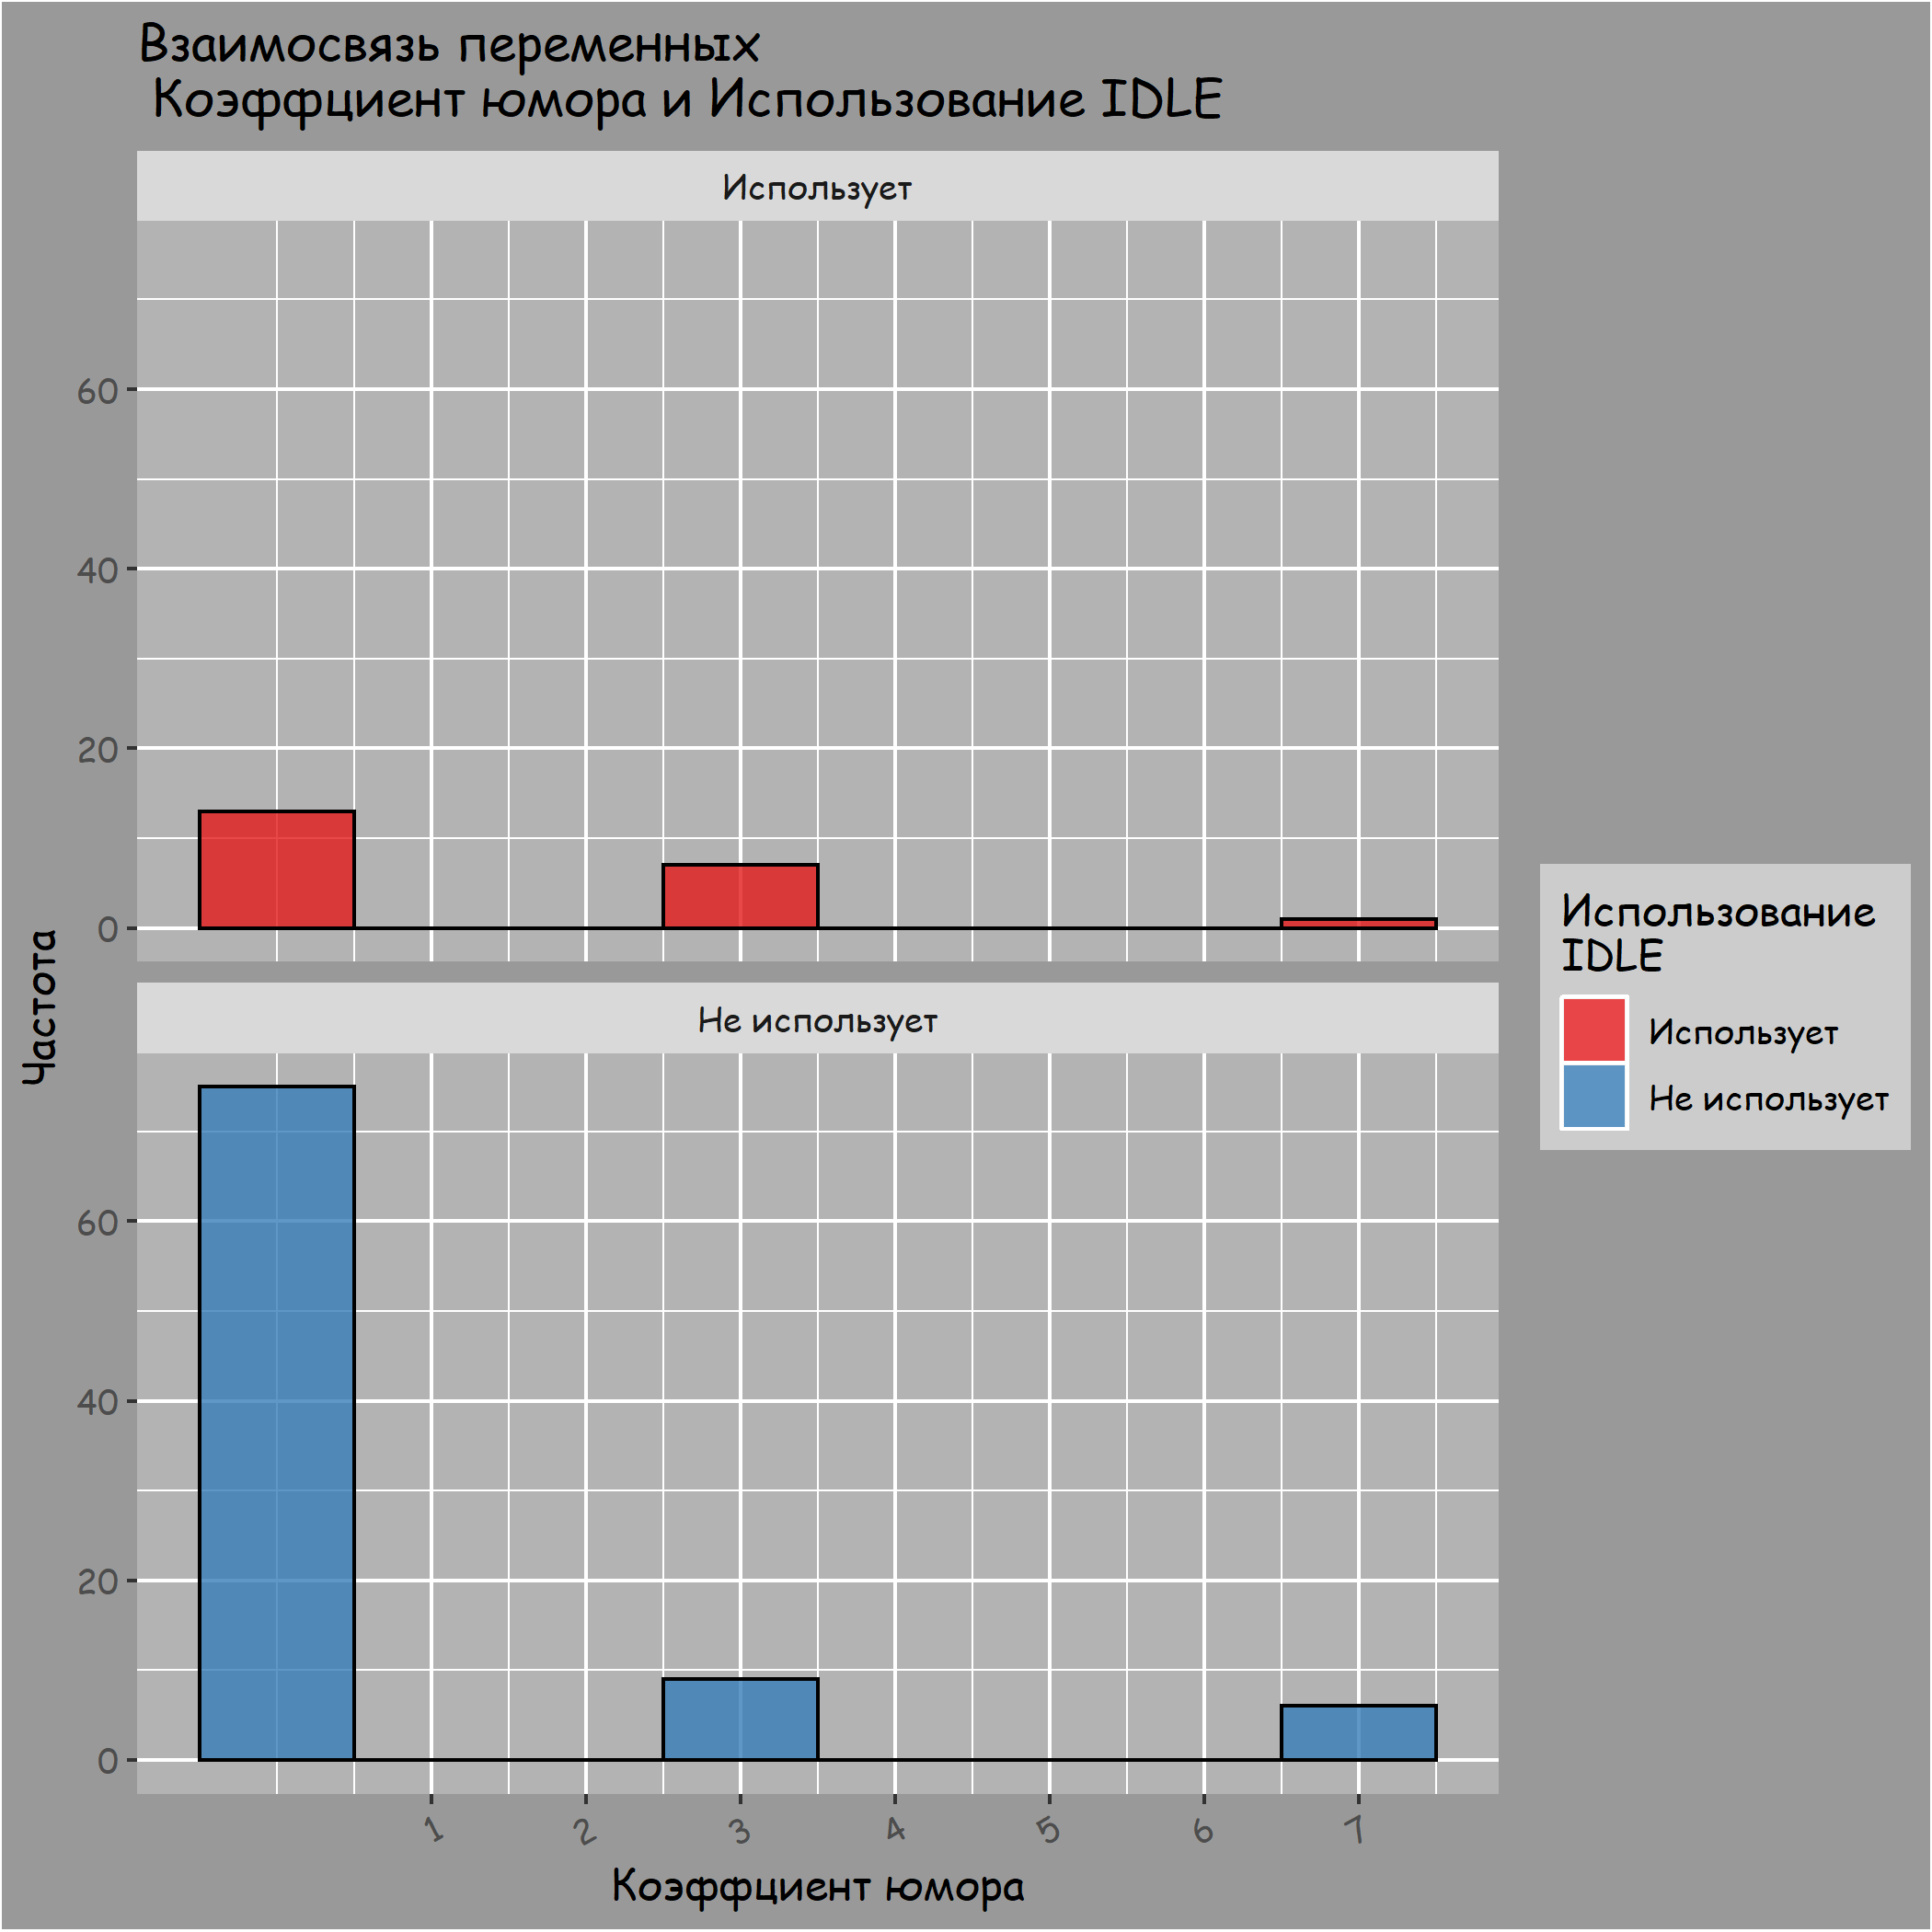 Взаимосвязь переменных
Коэффциент юмора и Использование IDLE
Использует
60
40
20
0
Не использует
60
40
20
0
1 2 3 4 5 6 7
Коэффциент юмора
Частота
Использование
IDLE
Использует
Не использует